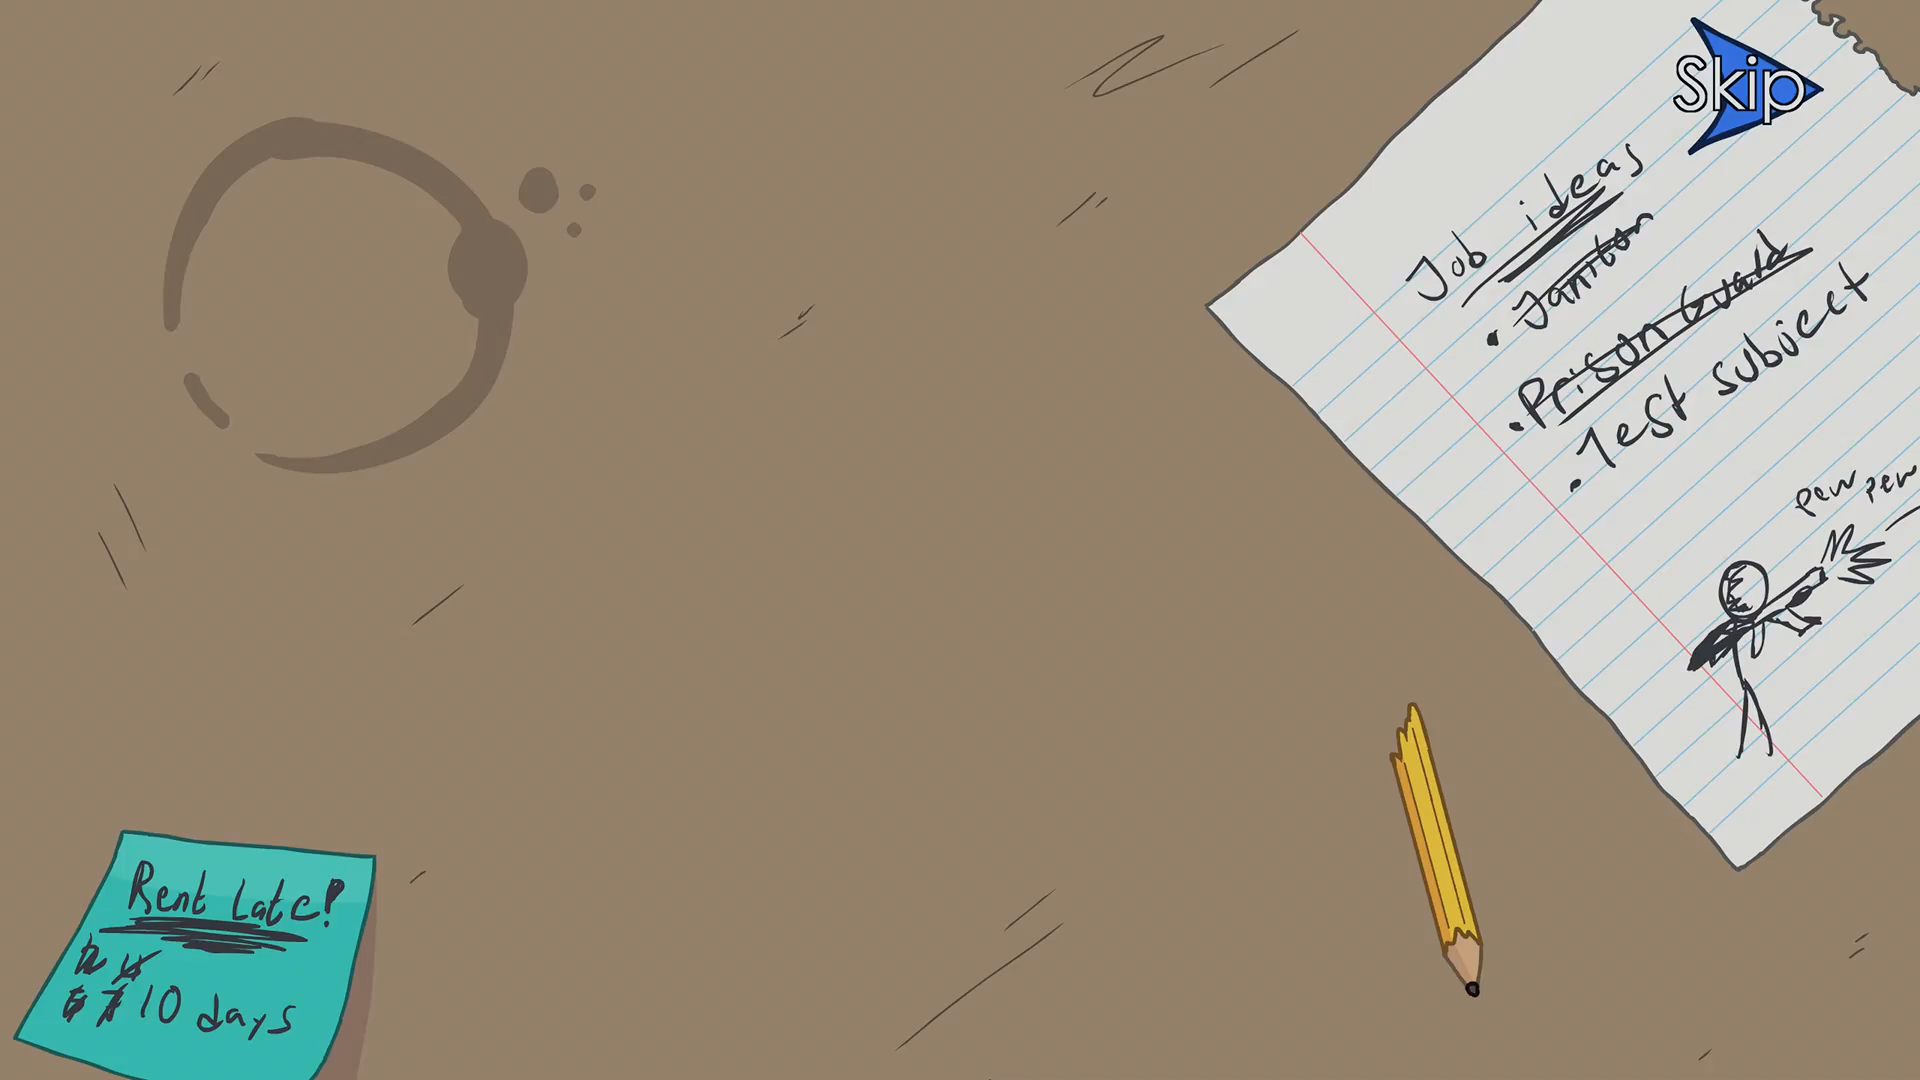 Skip
Job ideas
• Janitor
• Prison Guard
• Test subject
pew pew
Rent Late!
10 days